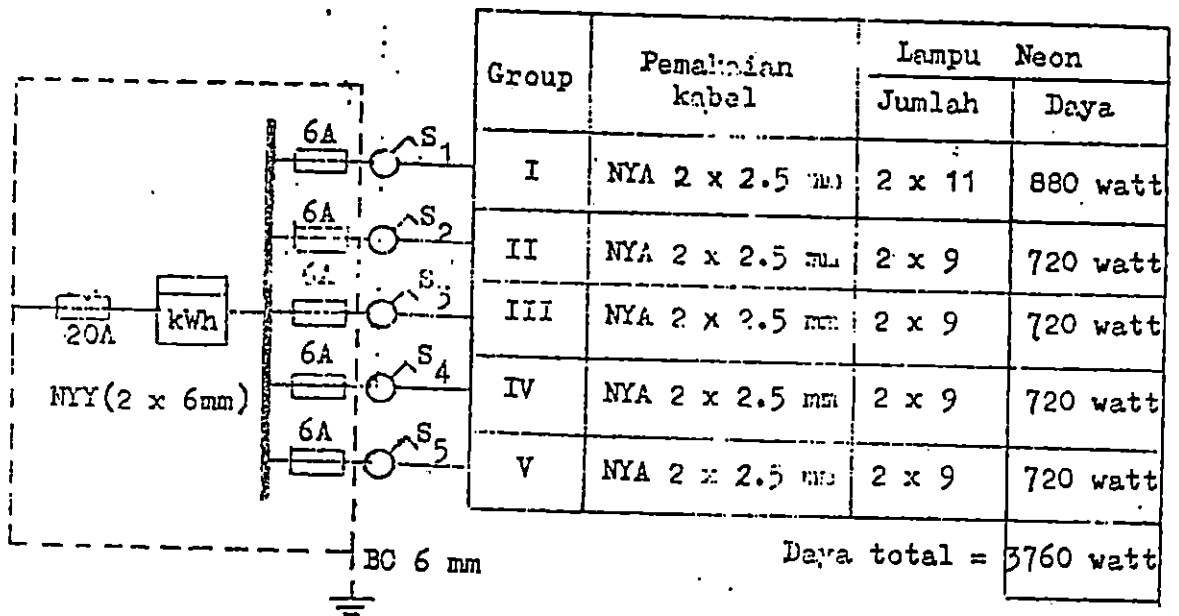 Group Pemakaian kabel Lampu Neon
Jumlah Daya
I NYA 2 x 2.5 mm 2 x 11 880 watt
II NYA 2 x 2.5 mm 2 x 9 720 watt
III NYA 2 x 2.5 mm 2 x 9 720 watt
IV NYA 2 x 2.5 mm 2 x 9 720 watt
V NYA 2 x 2.5 mm 2 x 9 720 watt
Daya total = 3760 watt
6A S1
6A S2
6A S3
6A S4
6A S5
20A
kWh
NYY(2 x 6mm)
BC 6 mm